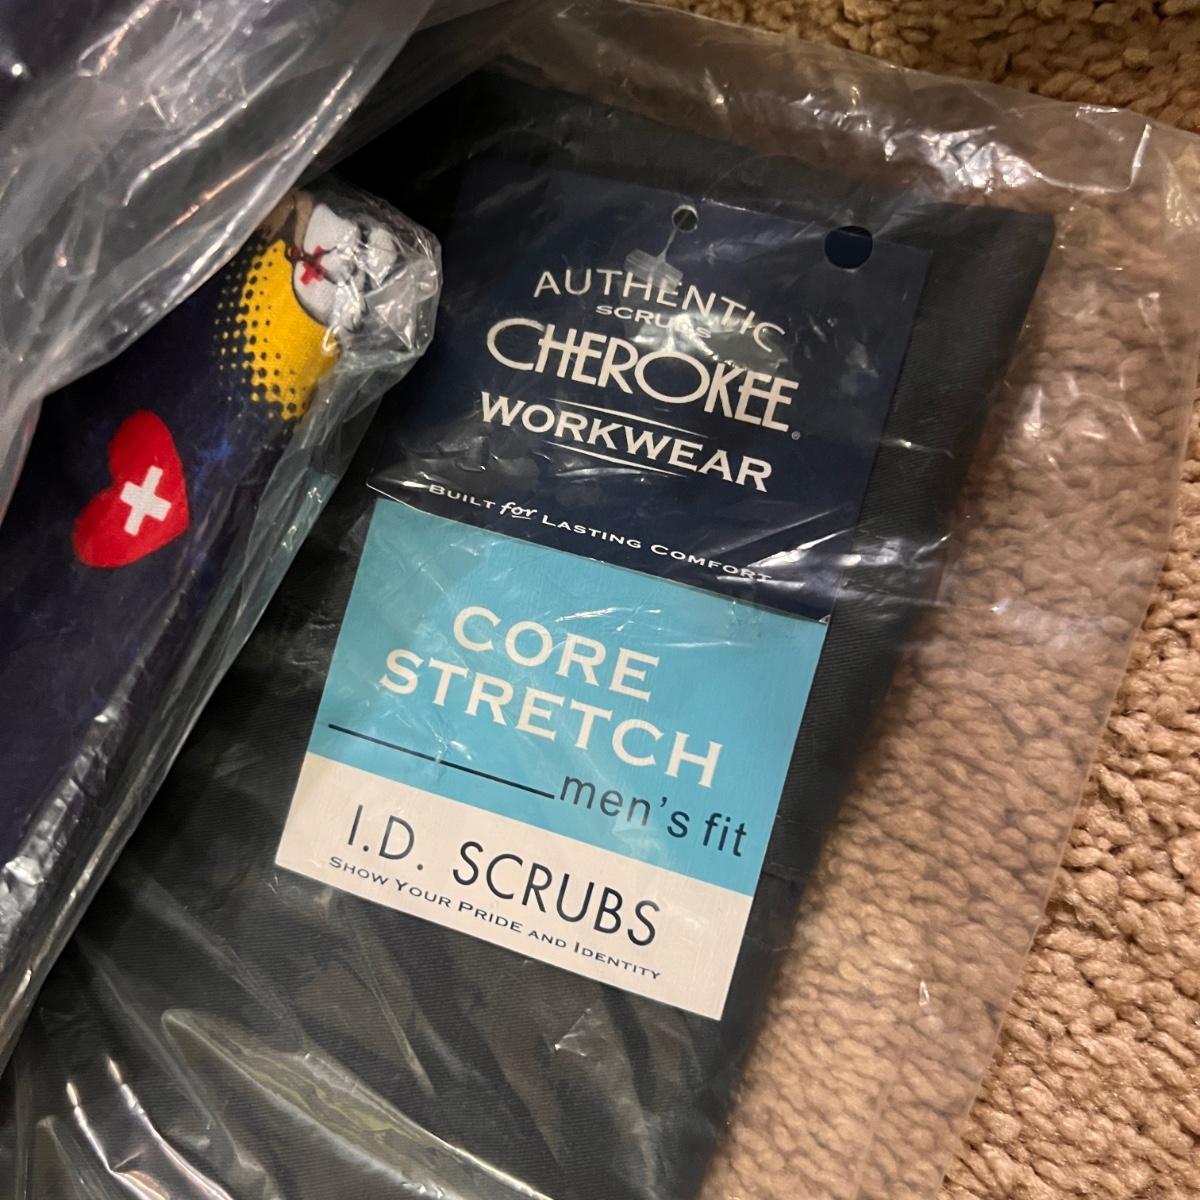 AUTHENTIC
SCRUBS
CHEROKEE®
WORKWEAR
BUILT for LASTING COMFORT
CORE
STRETCH
men's fit
I.D. SCRUBS
SHOW YOUR PRIDE AND IDENTITY